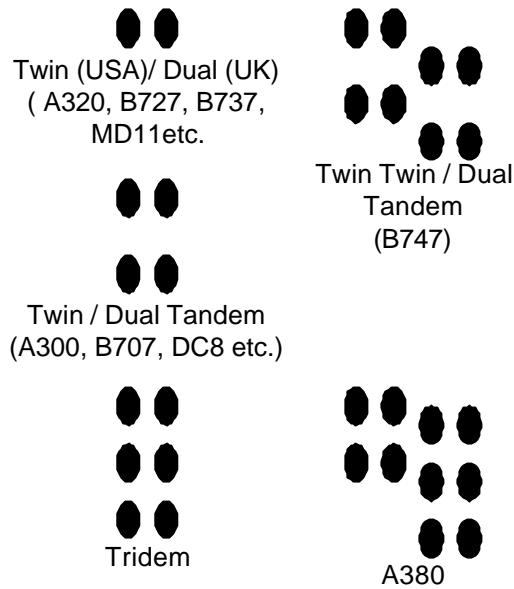 Twin (USA)/ Dual (UK)
( A320, B727, B737,
MD11etc.
Twin Twin / Dual
Tandem
(B747)
Twin / Dual Tandem
(A300, B707, DC8 etc.)
Tridem
A380